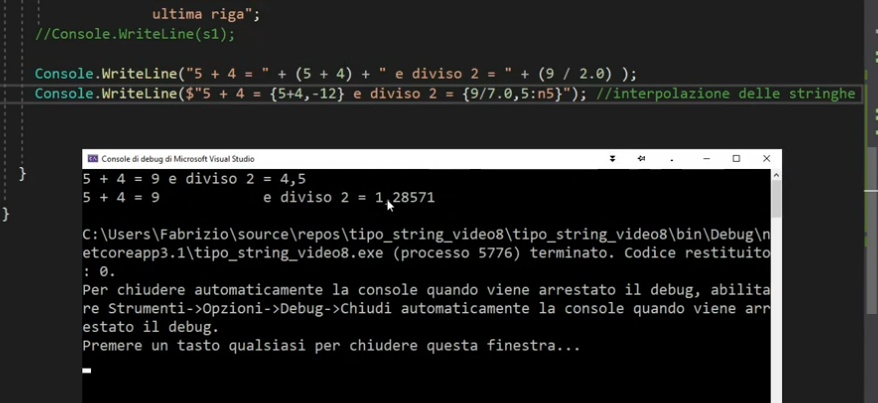 ultima riga";
//Console.WriteLine(s1);
Console.WriteLine("5 + 4 = " + (5 + 4) + " e diviso 2 = " + (9 / 2.0) );
Console.WriteLine($"5 + 4 = {5+4,-12} e diviso 2 = {9/7.0,5:n5}"); //interpolazione delle stringhe
}
}
Console di debug di Microsoft Visual Studio
5 + 4 = 9 e diviso 2 = 4,5
5 + 4 = 9            e diviso 2 = 1,28571
C:\Users\Fabrizio\source\repos\tipo_string_video8\tipo_string_video8\bin\Debug\n
etcoreapp3.1\tipo_string_video8.exe (processo 5776) terminato. Codice restituito
: 0.
Per chiudere automaticamente la console quando viene arrestato il debug, abilita
re Strumenti->Opzioni->Debug->Chiudi automaticamente la console quando viene arr
estato il debug.
Premere un tasto qualsiasi per chiudere questa finestra...